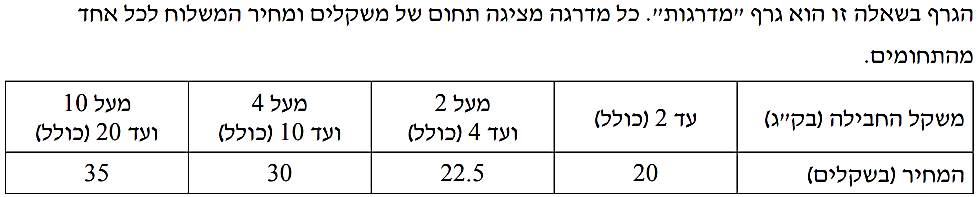 הגרף בשאלה זו הוא גרף "מדרגות". כל מדרגה מציגה תחום של משקלים ומחיר המשלוח לכל אחד
מהתחומים.
משקל החבילה (בק"ג) עד 2 (כולל) מעל 2 מעל 4 מעל 10
ועד 4 (כולל) ועד 10 (כולל) ועד 20 (כולל)
המחיר (בשקלים) 20 22.5 30 35